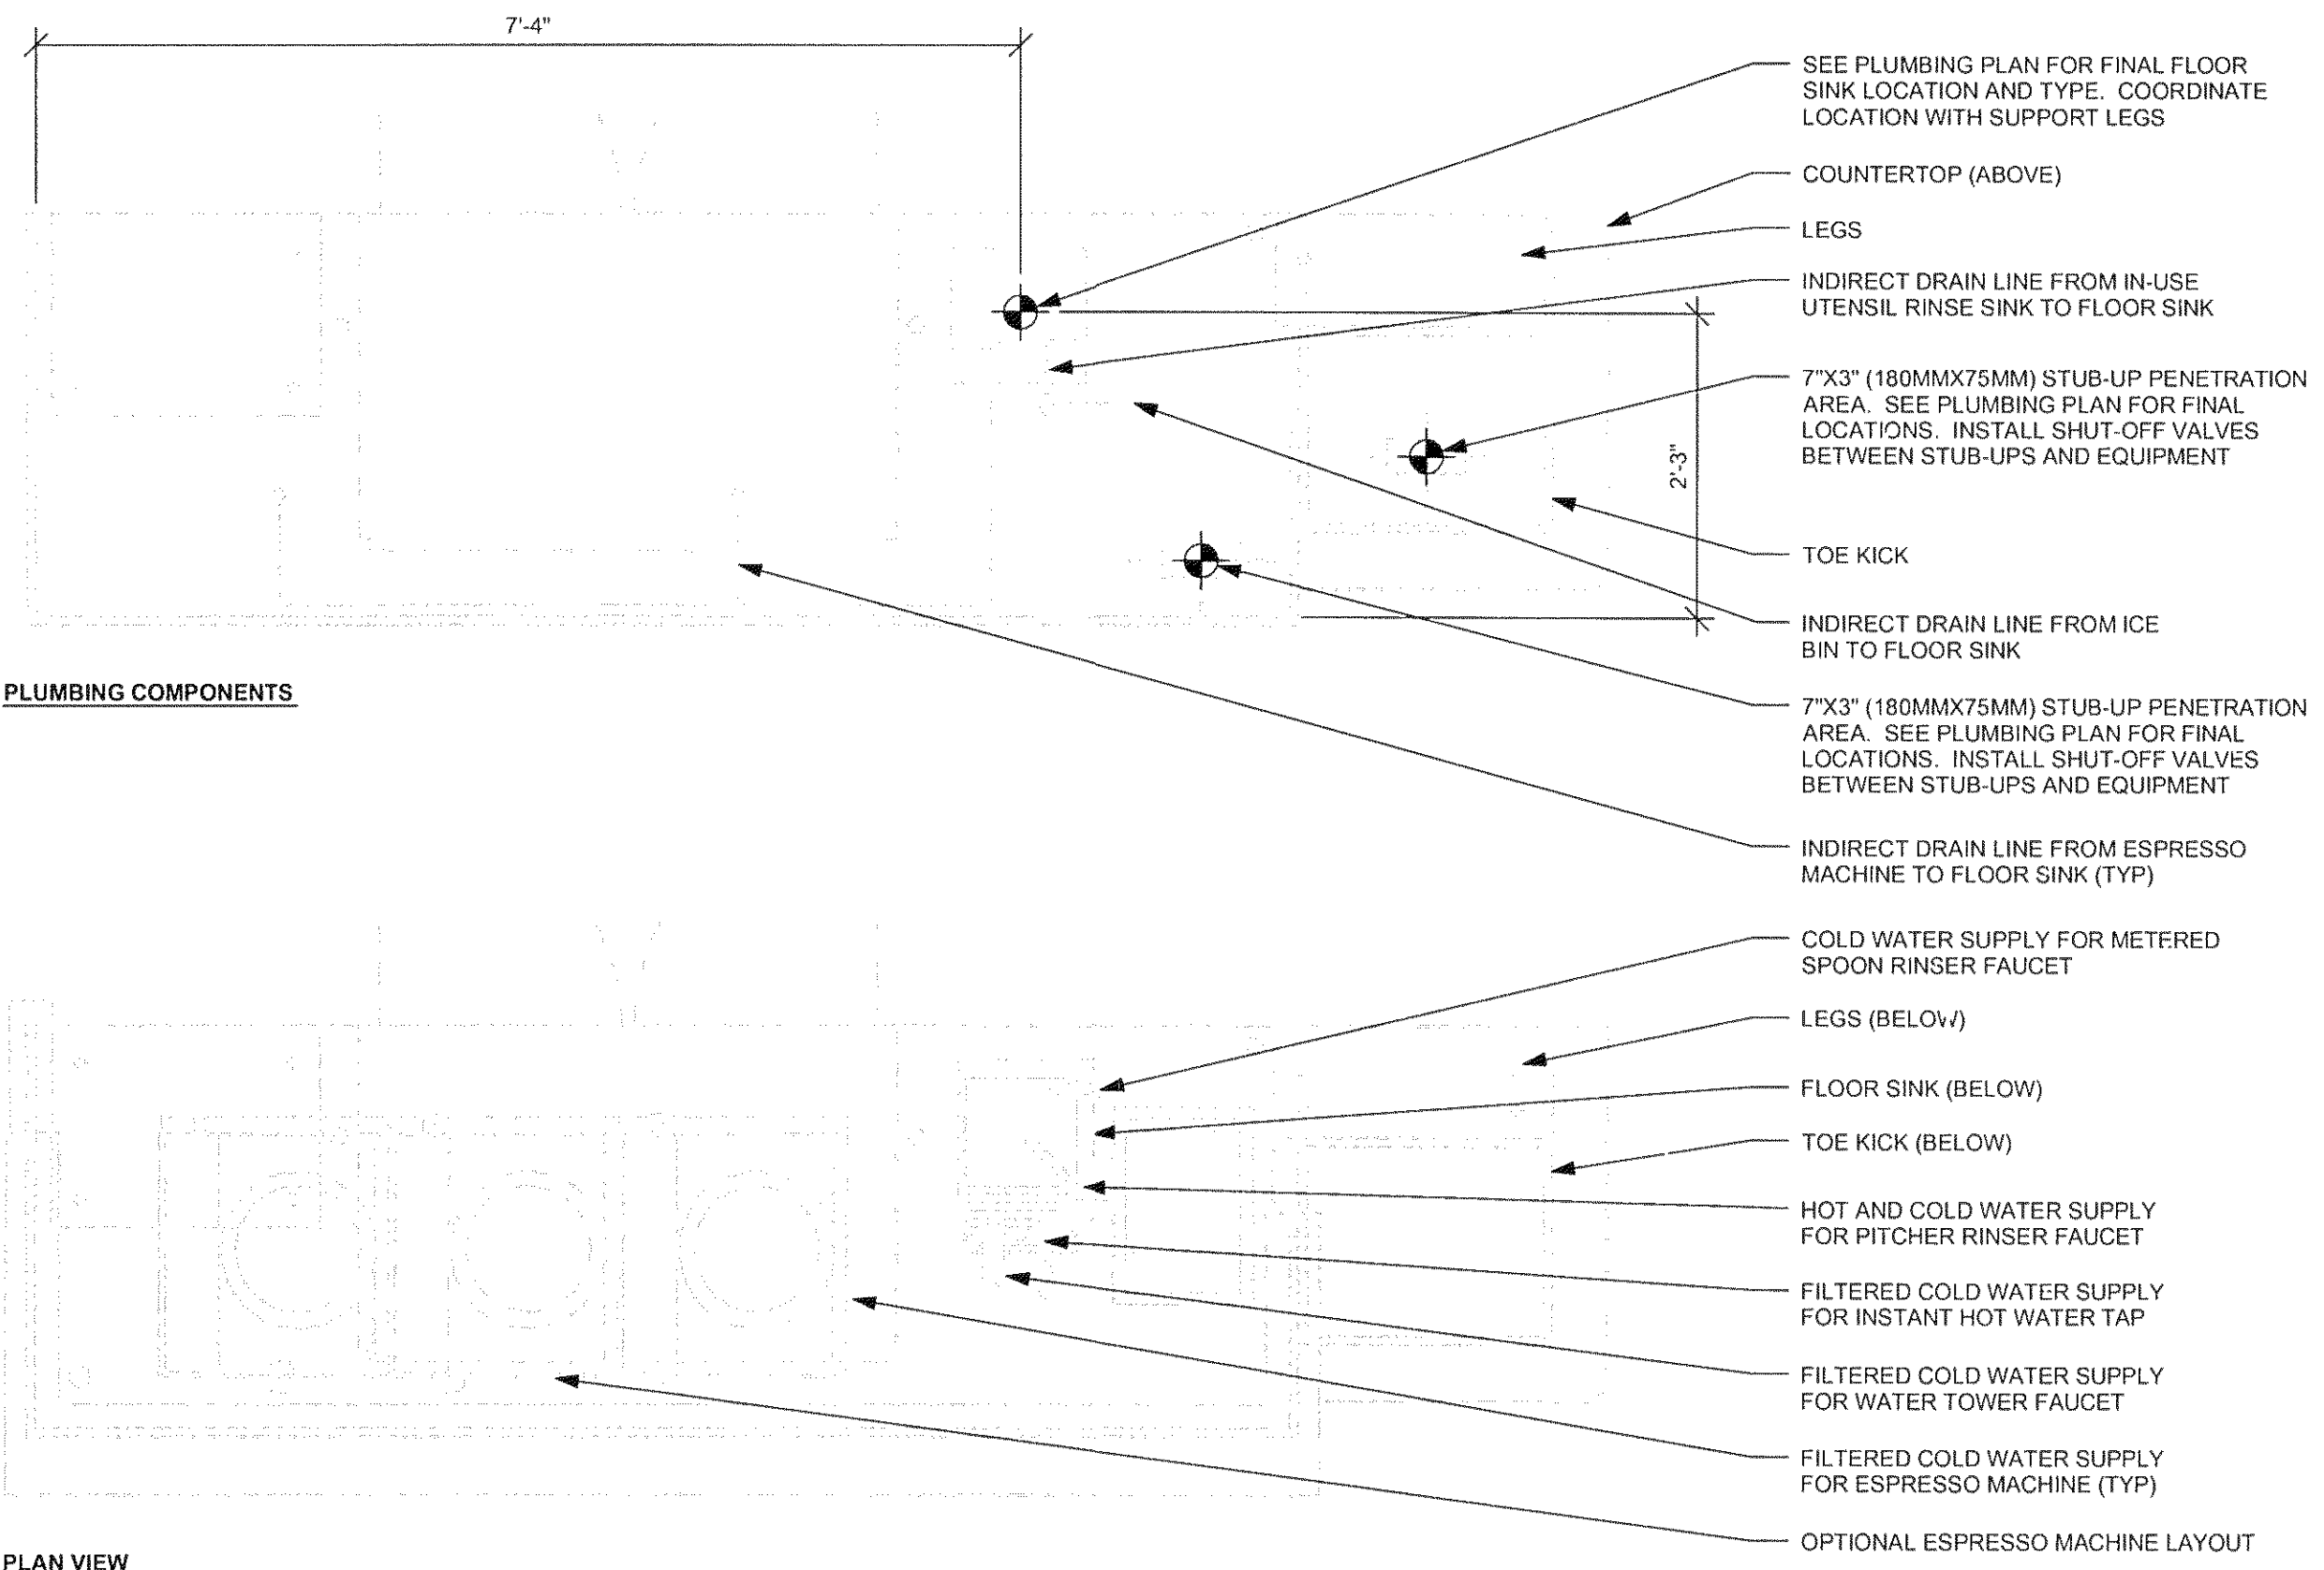 7'-4"
SEE PLUMBING PLAN FOR FINAL FLOOR
SINK LOCATION AND TYPE. COORDINATE
LOCATION WITH SUPPORT LEGS
COUNTERTOP (ABOVE)
LEGS
INDIRECT DRAIN LINE FROM IN-USE
UTENSIL RINSE SINK TO FLOOR SINK
7"X3" (180MMX75MM) STUB-UP PENETRATION
AREA. SEE PLUMBING PLAN FOR FINAL
LOCATIONS. INSTALL SHUT-OFF VALVES
BETWEEN STUB-UPS AND EQUIPMENT
2'-3"
TOE KICK
INDIRECT DRAIN LINE FROM ICE
BIN TO FLOOR SINK
PLUMBING COMPONENTS
7"X3" (180MMX75MM) STUB-UP PENETRATION
AREA. SEE PLUMBING PLAN FOR FINAL
LOCATIONS. INSTALL SHUT-OFF VALVES
BETWEEN STUB-UPS AND EQUIPMENT
INDIRECT DRAIN LINE FROM ESPRESSO
MACHINE TO FLOOR SINK (TYP)
COLD WATER SUPPLY FOR METERED
SPOON RINSER FAUCET
LEGS (BELOW)
FLOOR SINK (BELOW)
TOE KICK (BELOW)
HOT AND COLD WATER SUPPLY
FOR PITCHER RINSER FAUCET
FILTERED COLD WATER SUPPLY
FOR INSTANT HOT WATER TAP
FILTERED COLD WATER SUPPLY
FOR WATER TOWER FAUCET
FILTERED COLD WATER SUPPLY
FOR ESPRESSO MACHINE (TYP)
OPTIONAL ESPRESSO MACHINE LAYOUT
PLAN VIEW